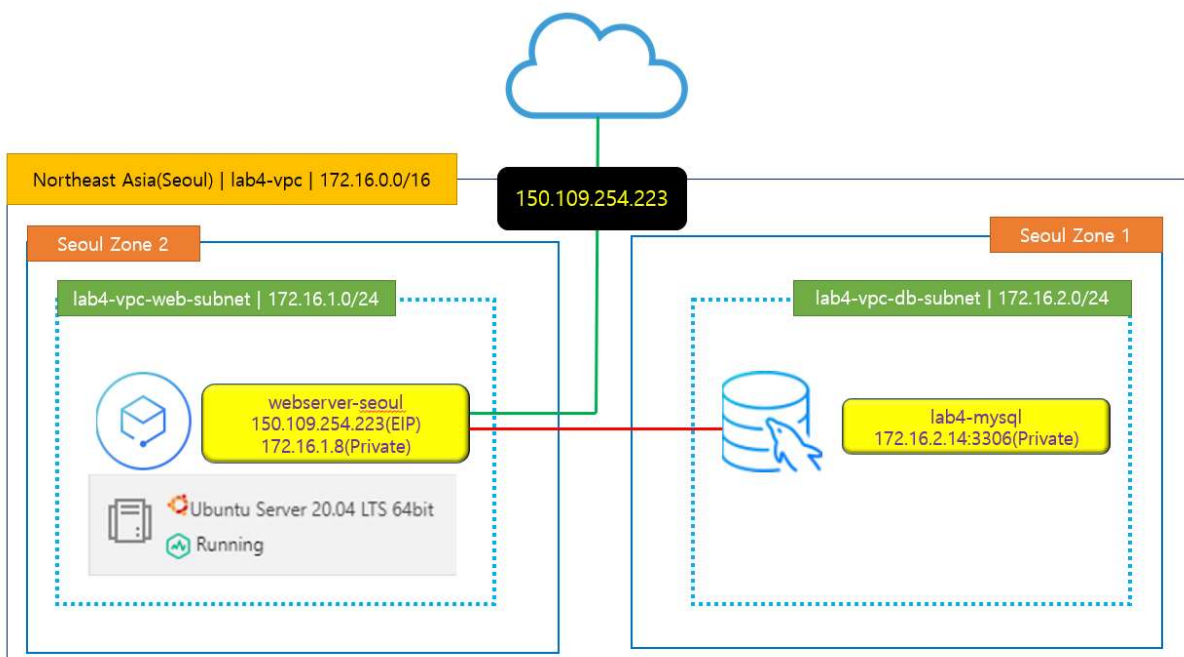 Northeast Asia(Seoul) | lab4-vpc | 172.16.0.0/16
150.109.254.223
Seoul Zone 2
Seoul Zone 1
lab4-vpc-web-subnet | 172.16.1.0/24
lab4-vpc-db-subnet | 172.16.2.0/24
webserver-seoul
150.109.254.223(EIP)
172.16.1.8(Private)
lab4-mysql
172.16.2.14:3306(Private)
Ubuntu Server 20.04 LTS 64bit
Running